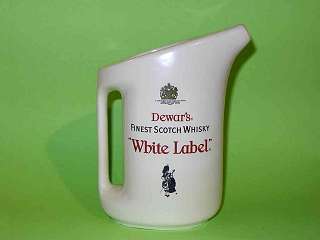 Dewar's
FINEST SCOTCH WHISKY
"White Label"